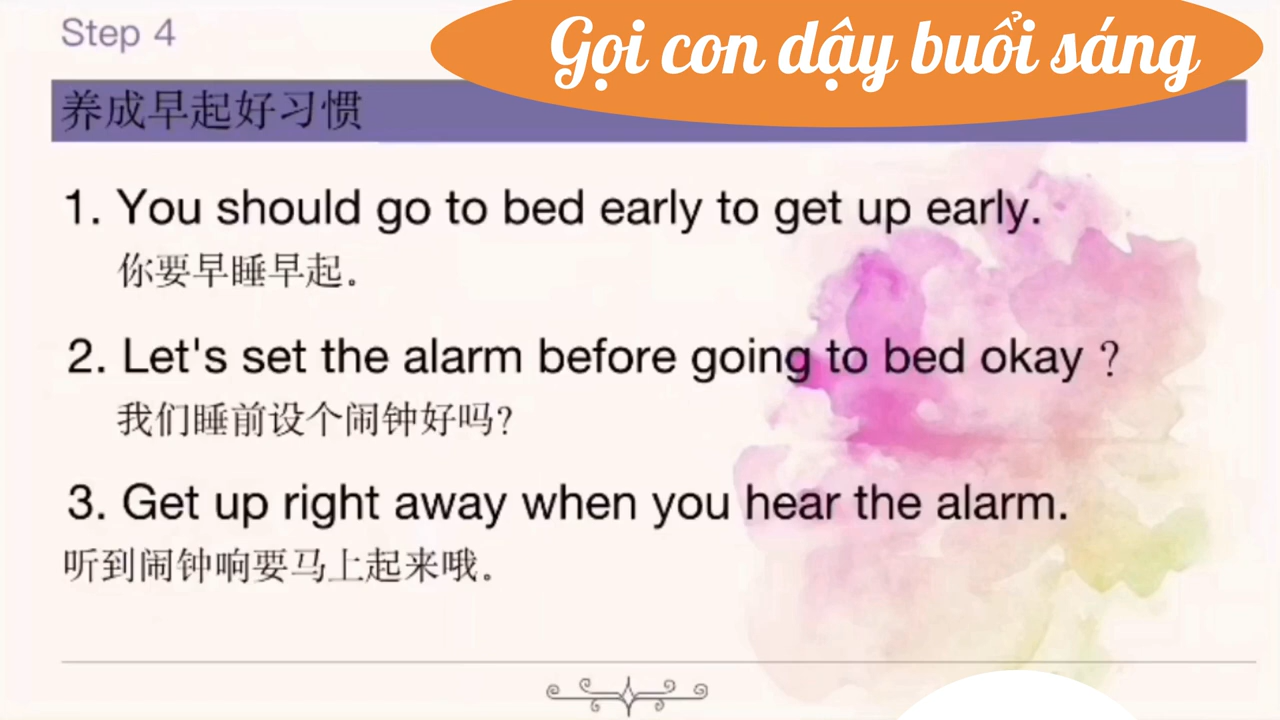 Step 4
Gọi con dậy buổi sáng
养成早起好习惯
1. You should go to bed early to get up early.
你要早睡早起。
2. Let's set the alarm before going to bed okay ?
我们睡前设个闹钟好吗?
3. Get up right away when you hear the alarm.
听到闹钟响要马上起来哦。